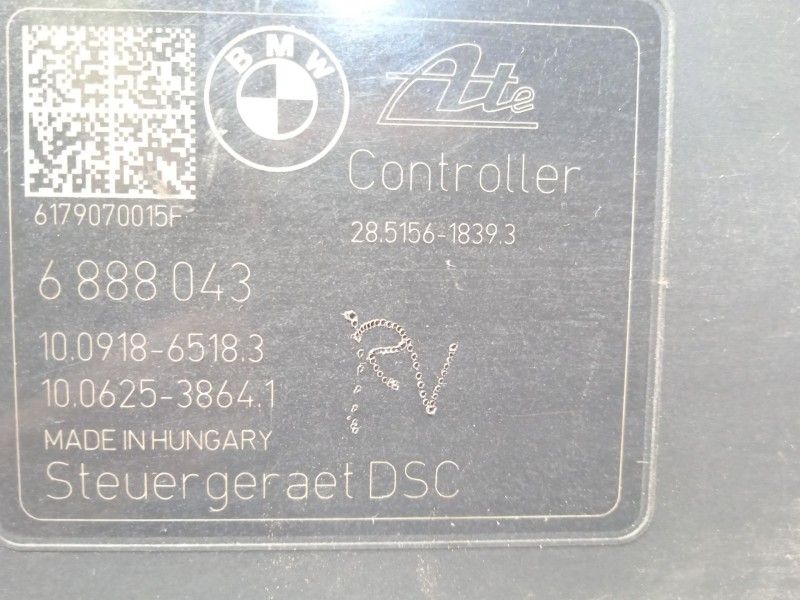 BMW
Ate
Controller
6179070015F
28.5156-1839.3
6 888 043
10.0918-6518.3
10.0625-3864.1
RV
MADE IN HUNGARY
Steuergeraet DSC